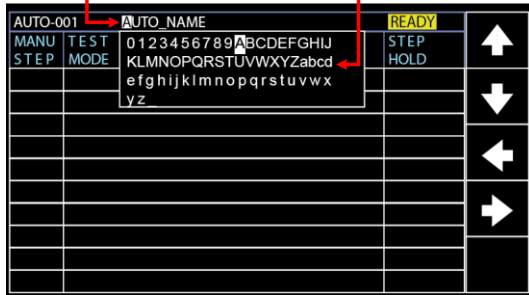 AUTO-001 AUTO_NAME READY
MANU STEP TEST MODE STEP HOLD
0123456789ABCDEFGHIJ
KLMNOPQRSTUVWXYZabcd
efghijklmnopqrstuvwx
yz_